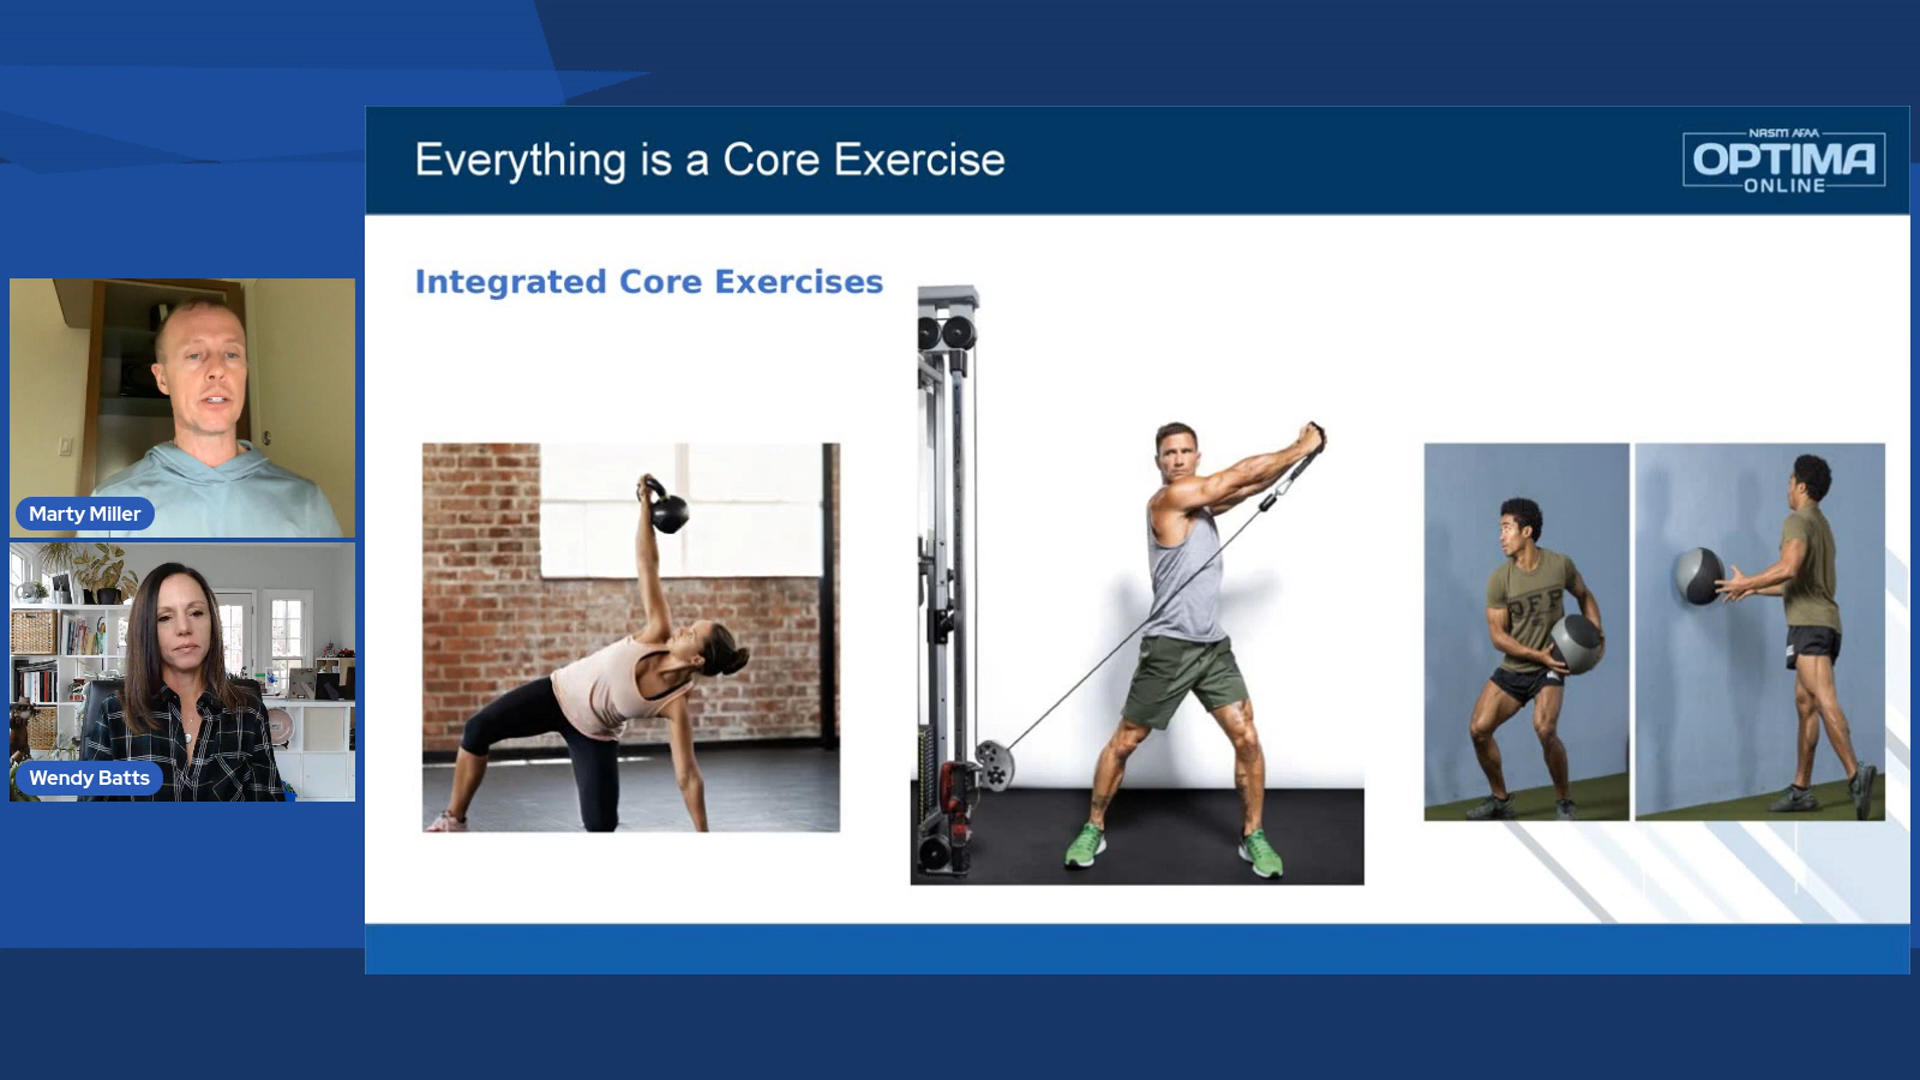 Everything is a Core Exercise
NASM AFAA
OPTIMA
ONLINE
Integrated Core Exercises
Marty Miller
Wendy Batts